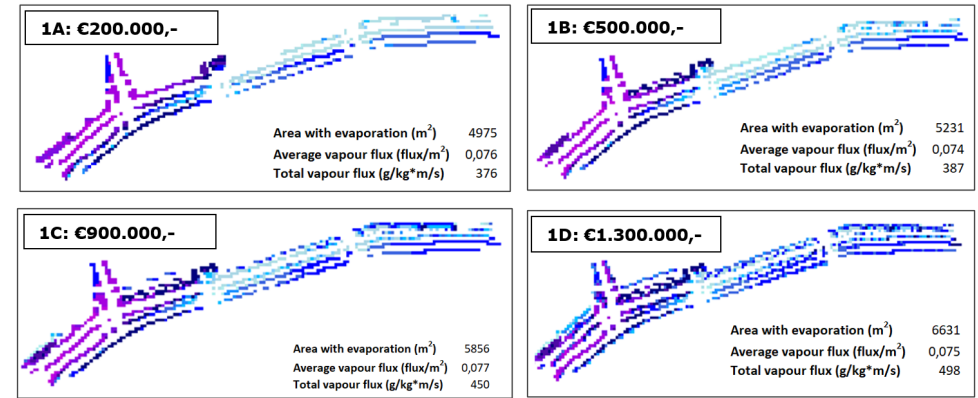 1A: €200.000,-
Area with evaporation (m²) 4975
Average vapour flux (flux/m²) 0,076
Total vapour flux (g/kg*m/s) 376
1B: €500.000,-
Area with evaporation (m²) 5231
Average vapour flux (flux/m²) 0,074
Total vapour flux (g/kg*m/s) 387
1C: €900.000,-
Area with evaporation (m²) 5856
Average vapour flux (flux/m²) 0,077
Total vapour flux (g/kg*m/s) 450
1D: €1.300.000,-
Area with evaporation (m²) 6631
Average vapour flux (flux/m²) 0,075
Total vapour flux (g/kg*m/s) 498